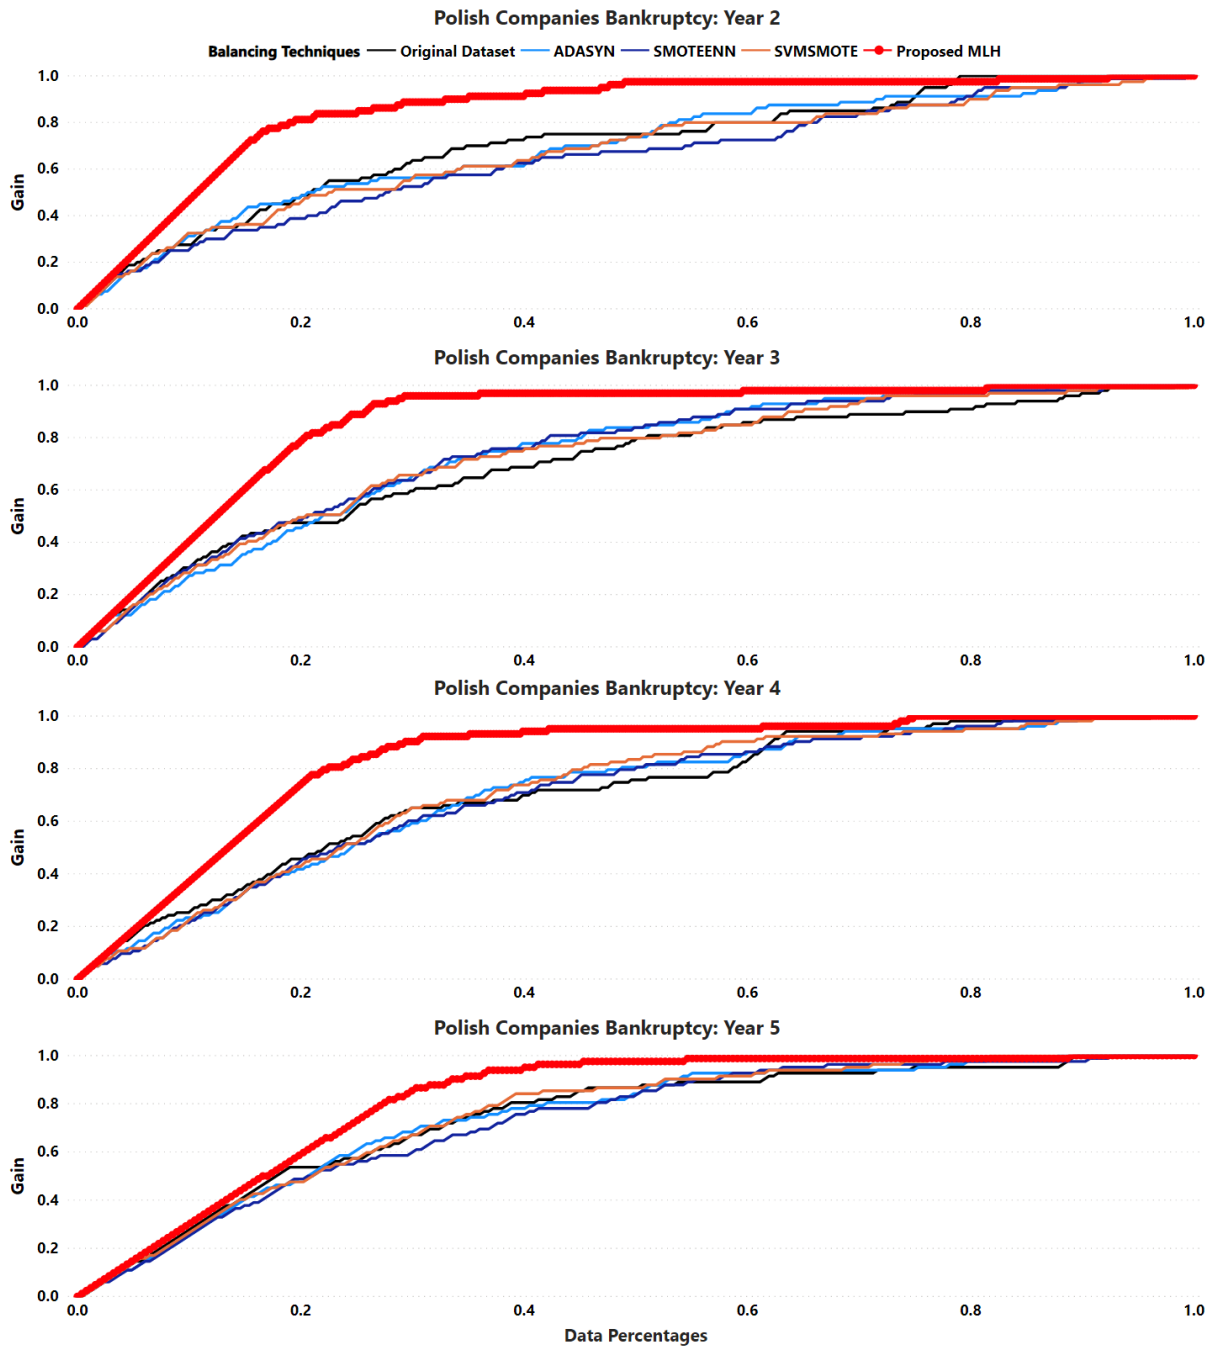 Polish Companies Bankruptcy: Year 2
Balancing Techniques Original Dataset ADASYN SMOTEENN SVMSMOTE Proposed MLH
1.0
0.8
0.6
0.4
0.2
0.0
Gain
0.0 0.2 0.4 0.6 0.8 1.0
Polish Companies Bankruptcy: Year 3
1.0
0.8
0.6
0.4
0.2
0.0
Gain
0.0 0.2 0.4 0.6 0.8 1.0
Polish Companies Bankruptcy: Year 4
1.0
0.8
0.6
0.4
0.2
0.0
Gain
0.0 0.2 0.4 0.6 0.8 1.0
Polish Companies Bankruptcy: Year 5
1.0
0.8
0.6
0.4
0.2
0.0
Gain
0.0 0.2 0.4 0.6 0.8 1.0
Data Percentages